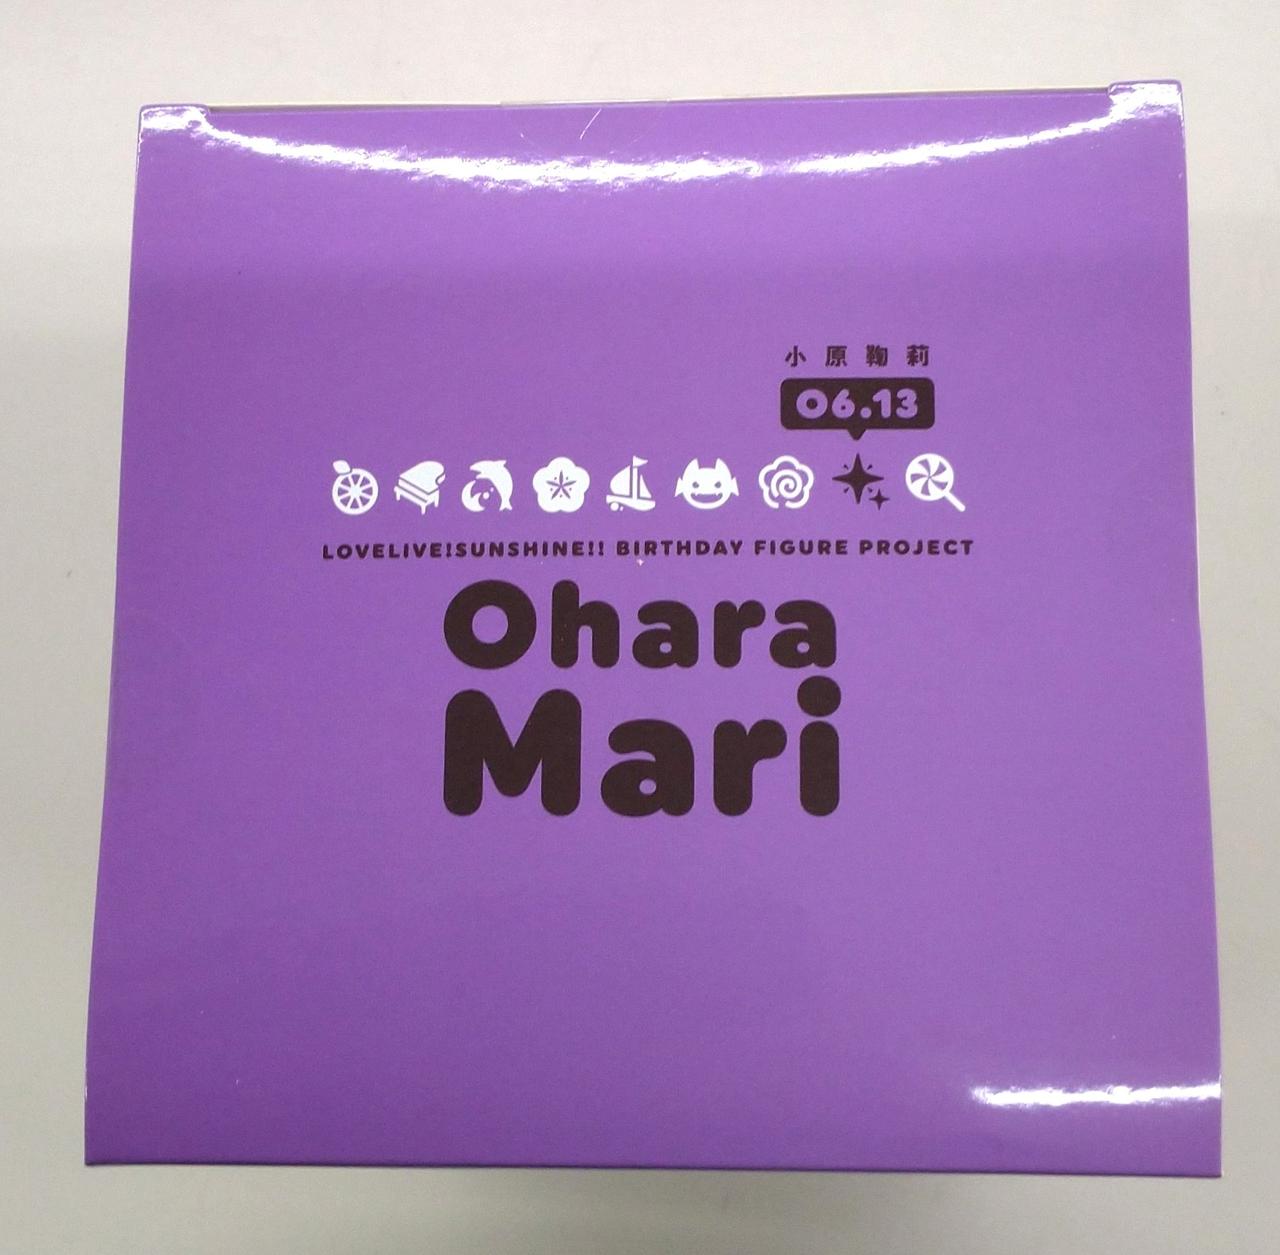 小原鞠莉
06.13
LOVELIVE!SUNSHINE!! BIRTHDAY FIGURE PROJECT
Ohara
Mari